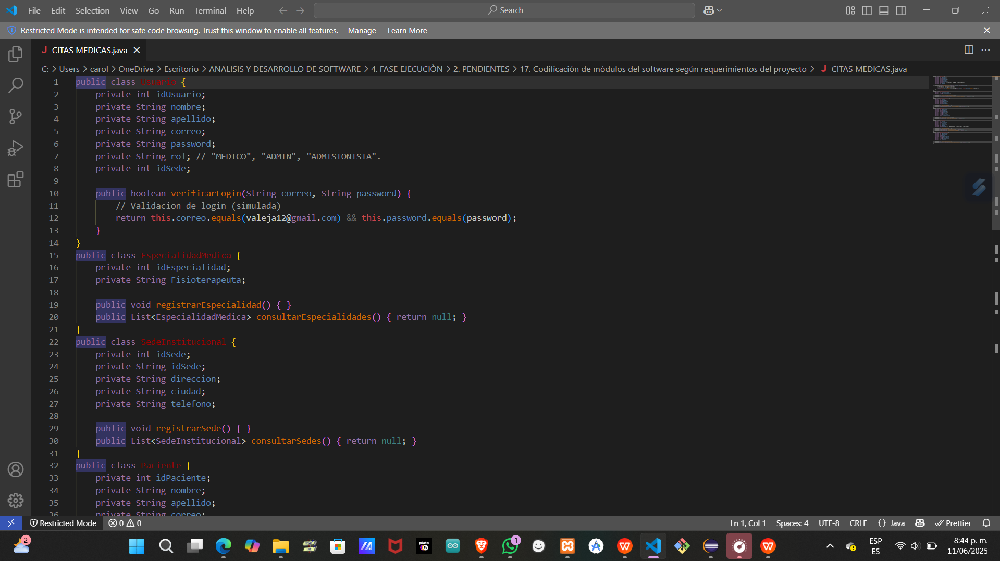 File Edit Selection View Go Run Terminal Help
Search
Restricted Mode is intended for safe code browsing. Trust this window to enable all features. Manage Learn More
J CITAS MEDICAS.java
C: > Users > carol > OneDrive > Escritorio > ANALISIS Y DESARROLLO DE SOFTWARE > 4. FASE EJECUCIÒN > 2. PENDIENTES > 17. Codificación de módulos del software según requerimientos del proyecto > J CITAS MEDICAS.java
1 public class Usuario {
2 private int idUsuario;
3 private String nombre;
4 private String apellido;
5 private String correo;
6 private String password;
7 private String rol; // "MEDICO", "ADMIN", "ADMISIONISTA".
8 private int idSede;
9
10 public boolean verificarLogin(String correo, String password) {
11 // Validacion de login (simulada)
12 return this.correo.equals(valeja12@gmail.com) && this.password.equals(password);
13 }
14 }
15 public class EspecialidadMedica {
16 private int idEspecialidad;
17 private String Fisioterapeuta;
18
19 public void registrarEspecialidad() { }
20 public List<EspecialidadMedica> consultarEspecialidades() { return null; }
21 }
22 public class SedeInstitucional {
23 private int idSede;
24 private String idSede;
25 private String direccion;
26 private String ciudad;
27 private String telefono;
28
29 public void registrarSede() { }
30 public List<SedeInstitucional> consultarSedes() { return null; }
31 }
32 public class Paciente {
33 private int idPaciente;
34 private String nombre;
35 private String apellido;
36 private String correo;
Restricted Mode 0 0 Ln 1, Col 1 Spaces: 4 UTF-8 CRLF {} Java Prettier
2
pluto tv
1
ESP
ES
8:44 p. m.
11/06/2025